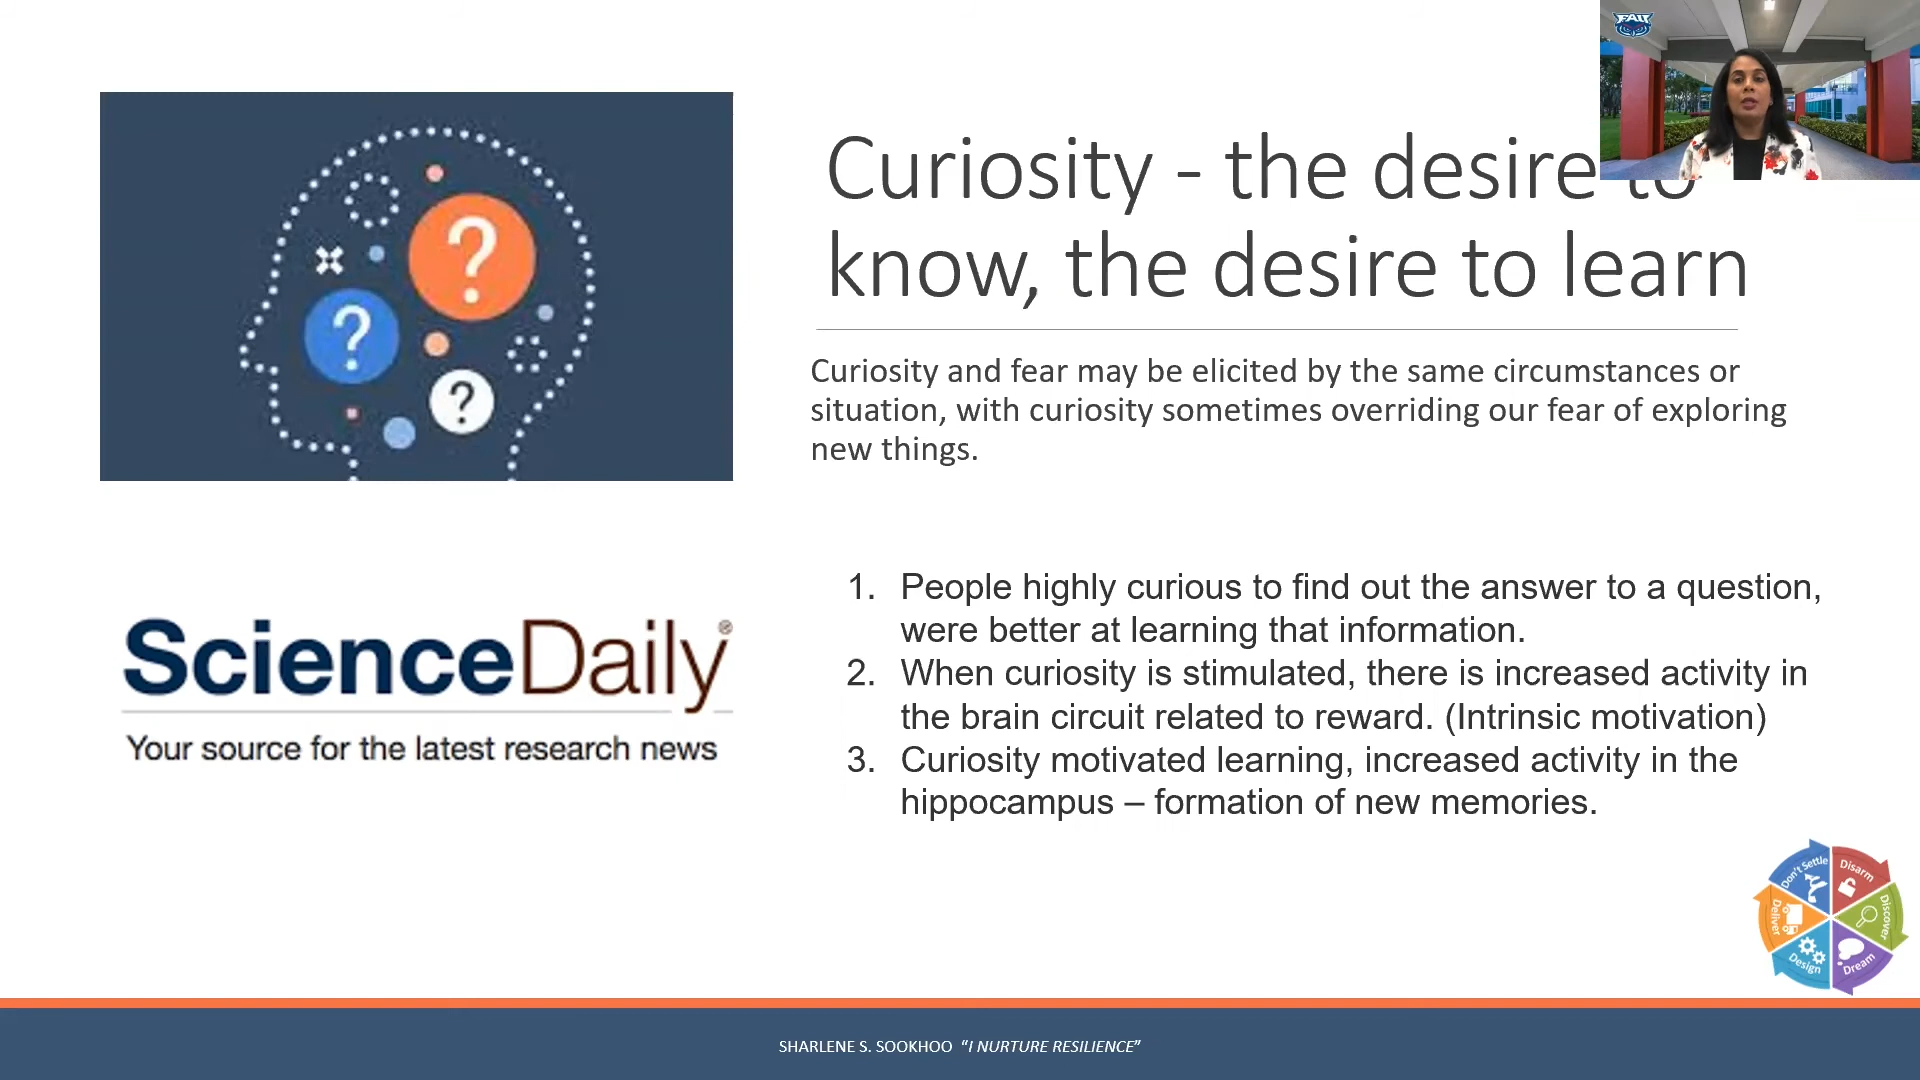 FAU
Curiosity - the desire to
know, the desire to learn
Curiosity and fear may be elicited by the same circumstances or
situation, with curiosity sometimes overriding our fear of exploring
new things.
? ? ?
ScienceDaily®
Your source for the latest research news
1. People highly curious to find out the answer to a question,
were better at learning that information.
2. When curiosity is stimulated, there is increased activity in
the brain circuit related to reward. (Intrinsic motivation)
3. Curiosity motivated learning, increased activity in the
hippocampus – formation of new memories.
Don't Settle
Disarm
Discover
Dream
Design
Deliver
SHARLENE S. SOOKHOO “I NURTURE RESILIENCE”